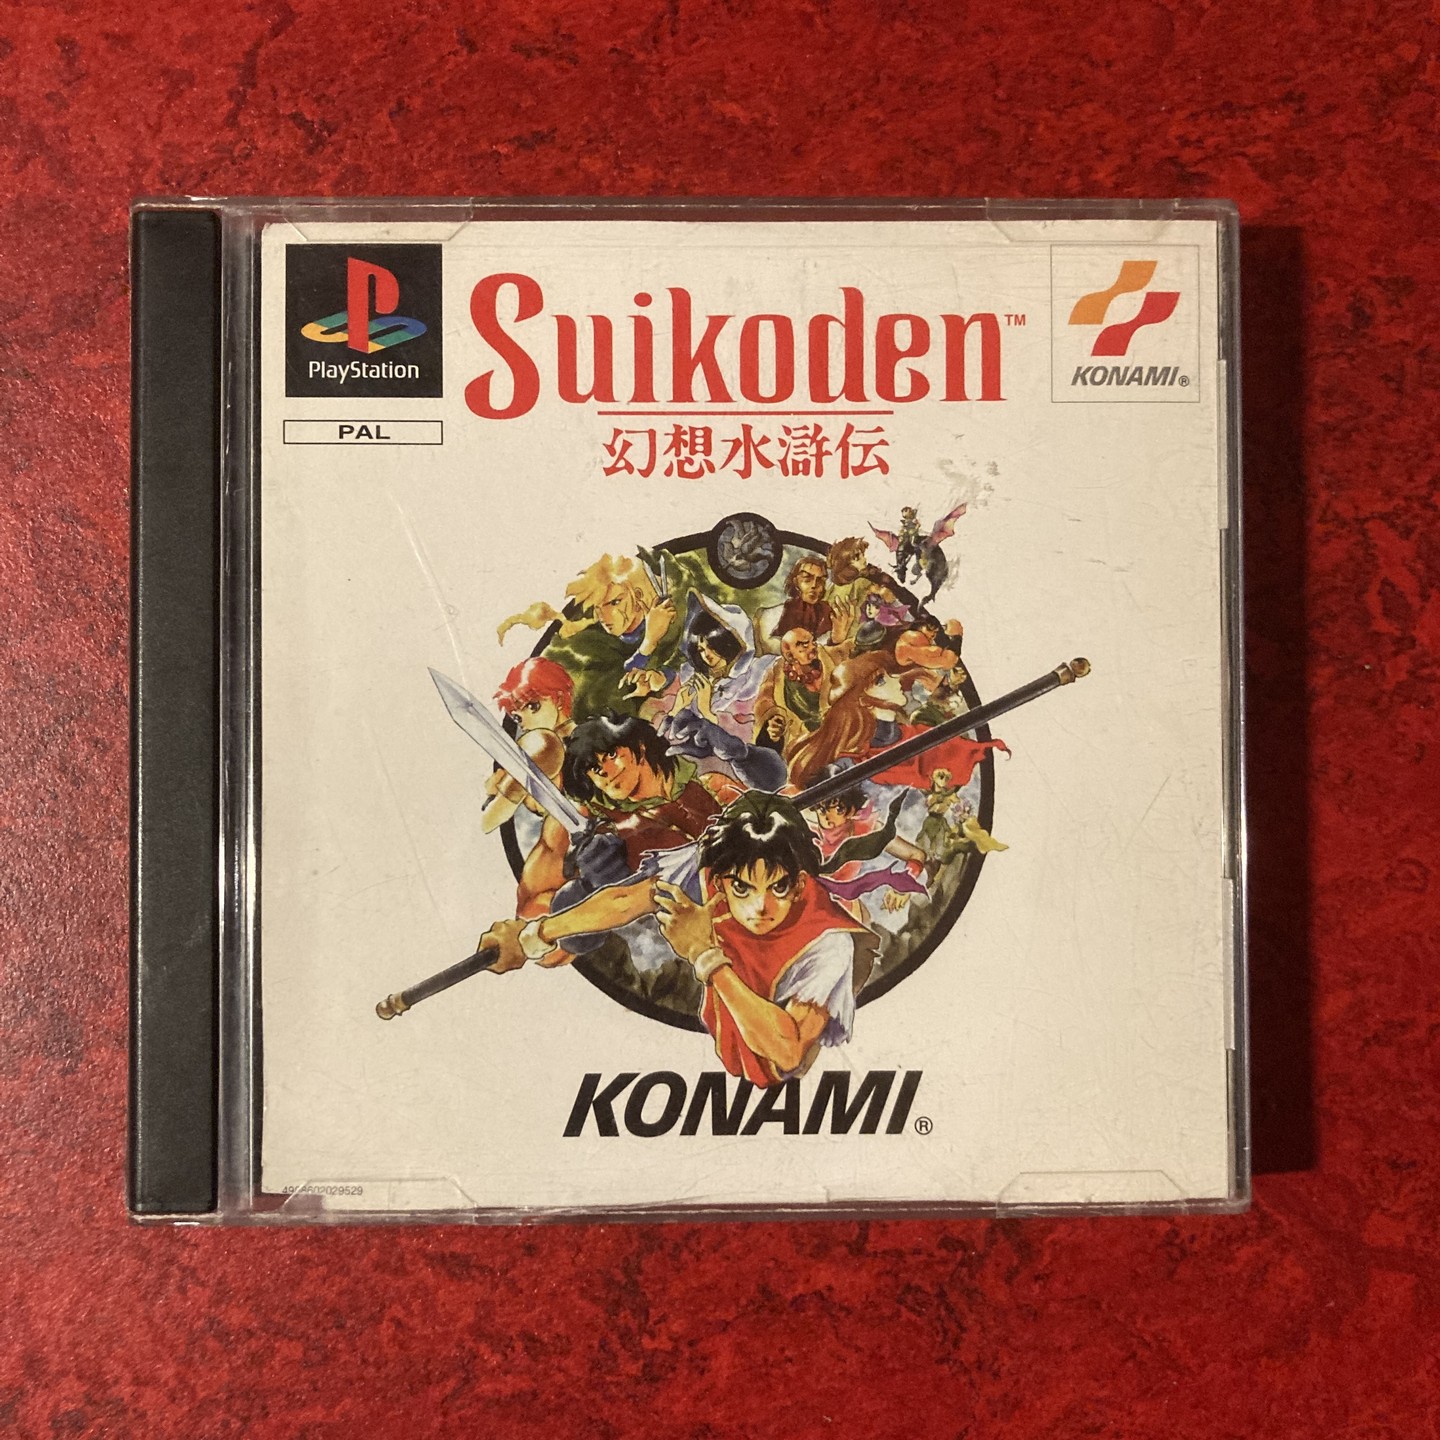 PlayStation
PAL
Suikoden™
幻想水滸伝
KONAMI®
KONAMI®